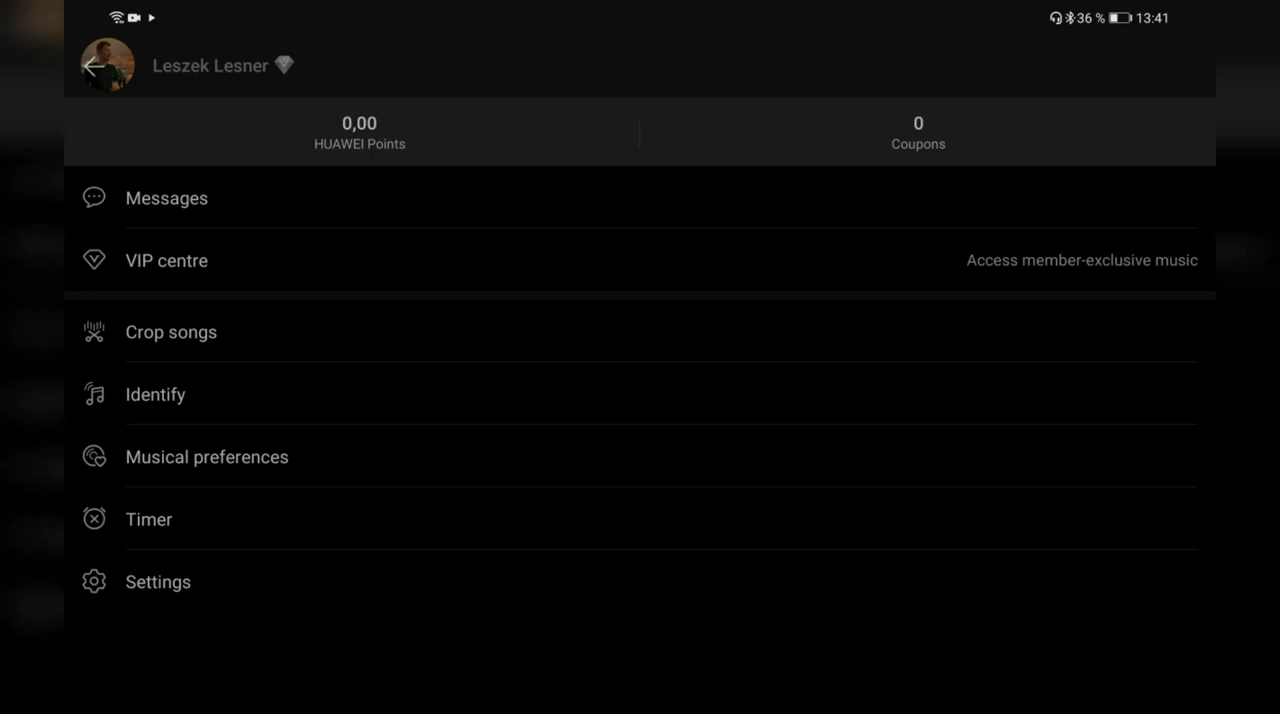 36 % 13:41
Leszek Lesner
0,00
HUAWEI Points
0
Coupons
Messages
VIP centre
Access member-exclusive music
Crop songs
Identify
Musical preferences
Timer
Settings